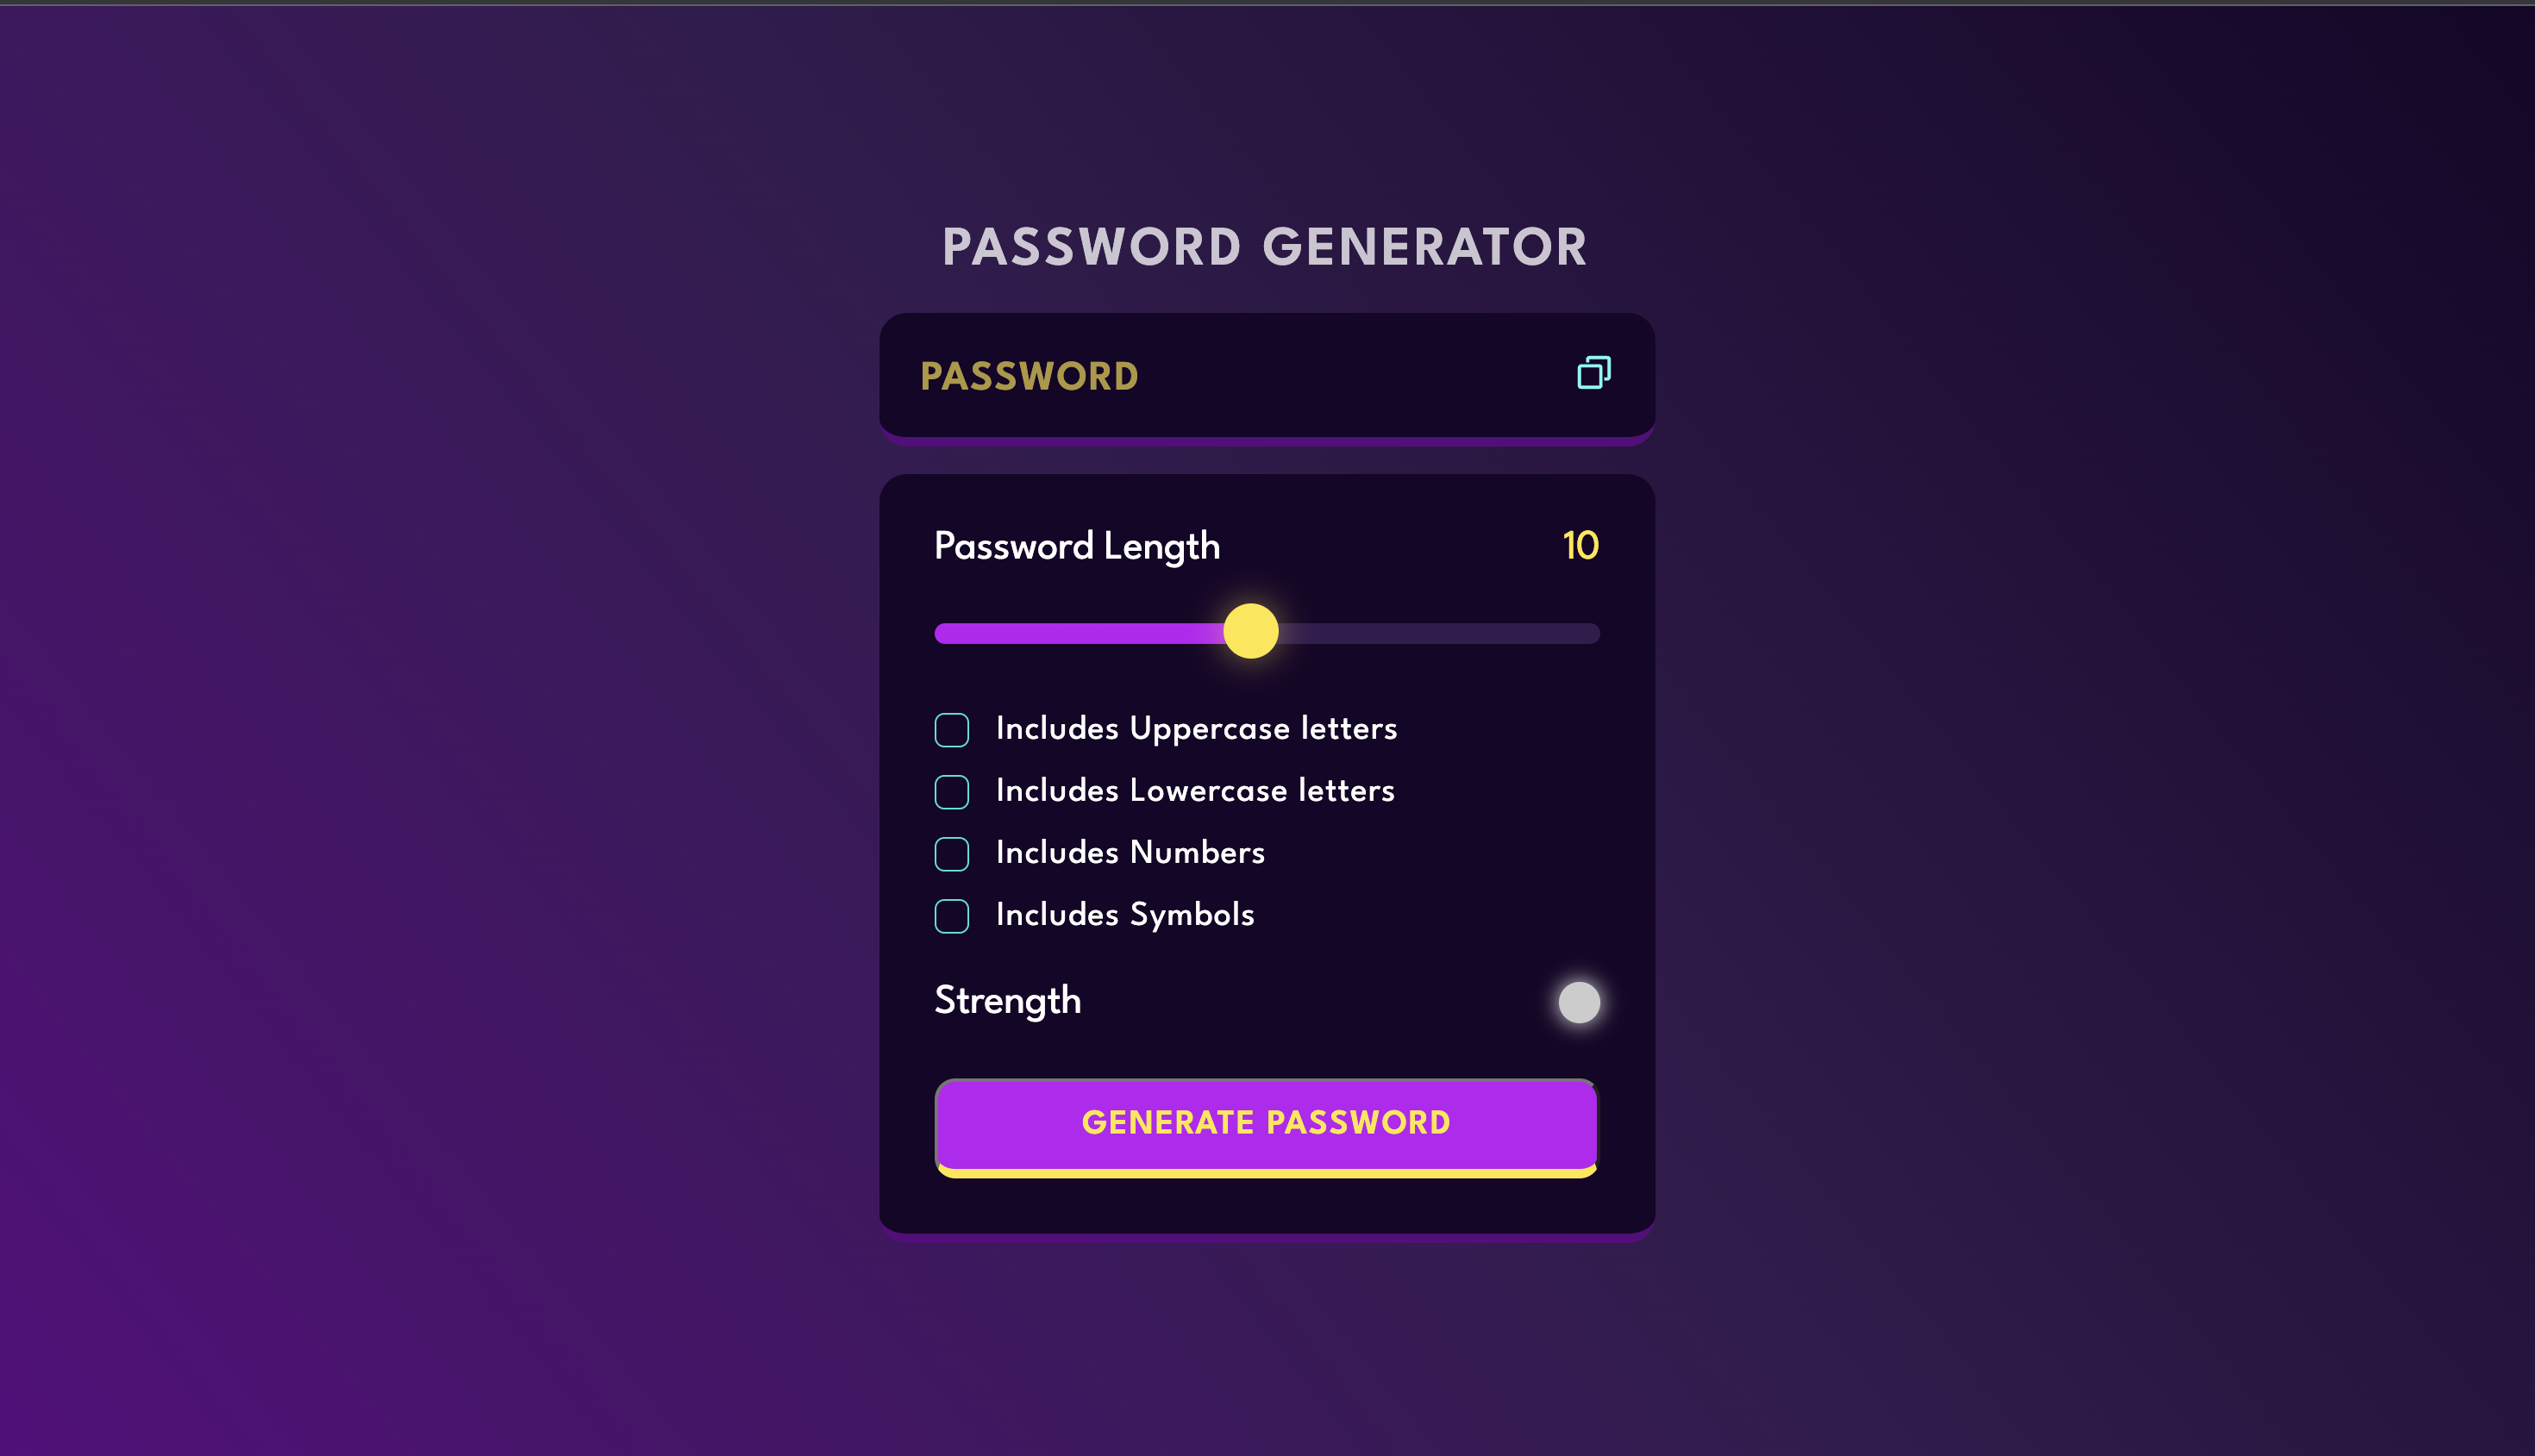 PASSWORD GENERATOR
PASSWORD
Password Length 10
Includes Uppercase letters
Includes Lowercase letters
Includes Numbers
Includes Symbols
Strength
GENERATE PASSWORD